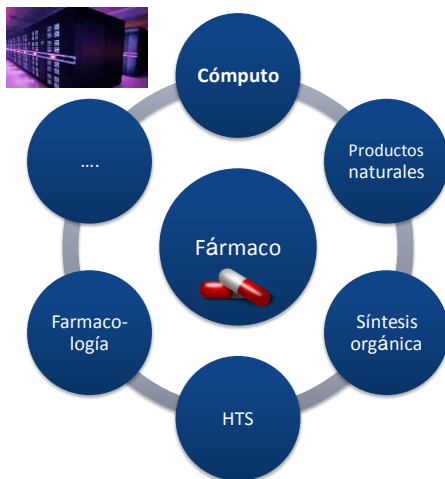 Cómputo
Productos
naturales
Síntesis
orgánica
HTS
Farmaco-
logía
....
Fármaco